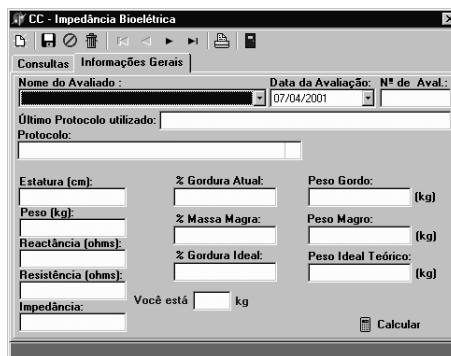 CC - Impedância Bioelétrica
Consultas Informações Gerais
Nome do Avaliado : Data da Avaliação: Nº de Aval.:
07/04/2001
Último Protocolo utilizado:
Protocolo:
Estatura (cm): % Gordura Atual: Peso Gordo:
(kg)
Peso (kg): % Massa Magra: Peso Magro:
(kg)
Reactância (ohms):
% Gordura Ideal: Peso Ideal Teórico:
Resistência (ohms): (kg)
Você está kg
Impedância:
Calcular